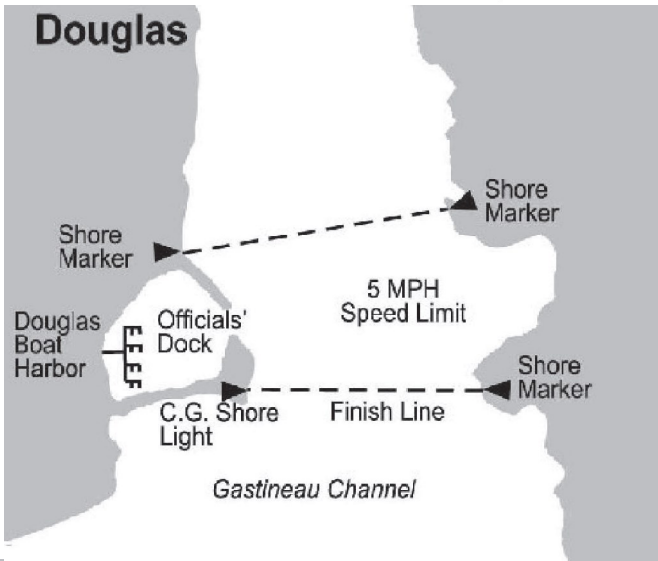 Douglas
Shore
Marker
Shore
Marker
5 MPH
Speed Limit
Douglas
Boat
Harbor
Officials'
Dock
Shore
Marker
C.G. Shore
Light
Finish Line
Gastineau Channel